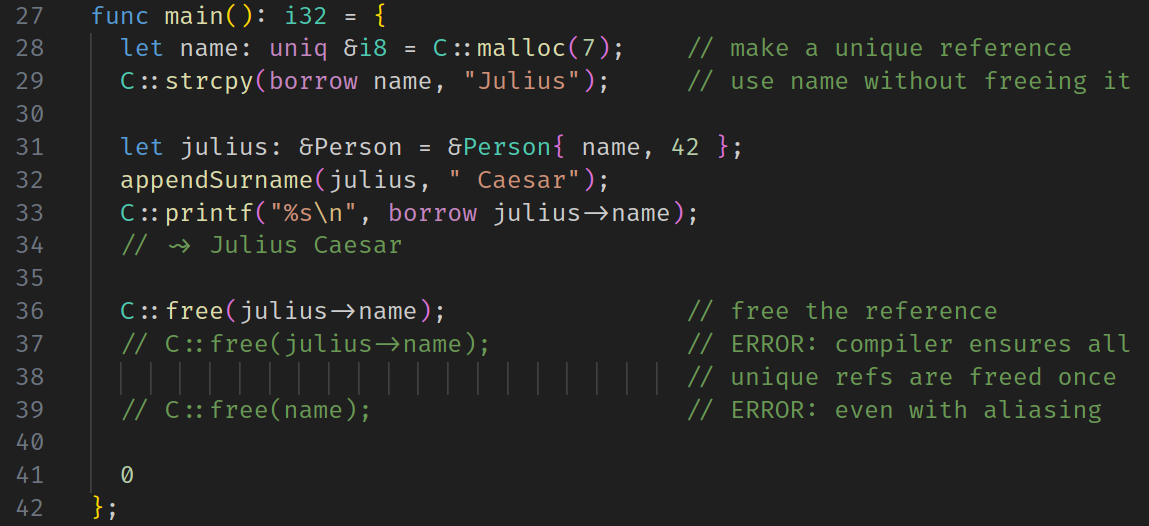 27 func main(): i32 = {
28   let name: uniq &i8 = C::malloc(7);    // make a unique reference
29   C::strcpy(borrow name, "Julius");     // use name without freeing it
30
31   let julius: &Person = &Person{ name, 42 };
32   appendSurname(julius, " Caesar");
33   C::printf("%s\n", borrow julius->name);
34   // ~> Julius Caesar
35
36   C::free(julius->name);                // free the reference
37   // C::free(julius->name);             // ERROR: compiler ensures all
38                                         // unique refs are freed once
39   // C::free(name);                     // ERROR: even with aliasing
40
41   0
42 };